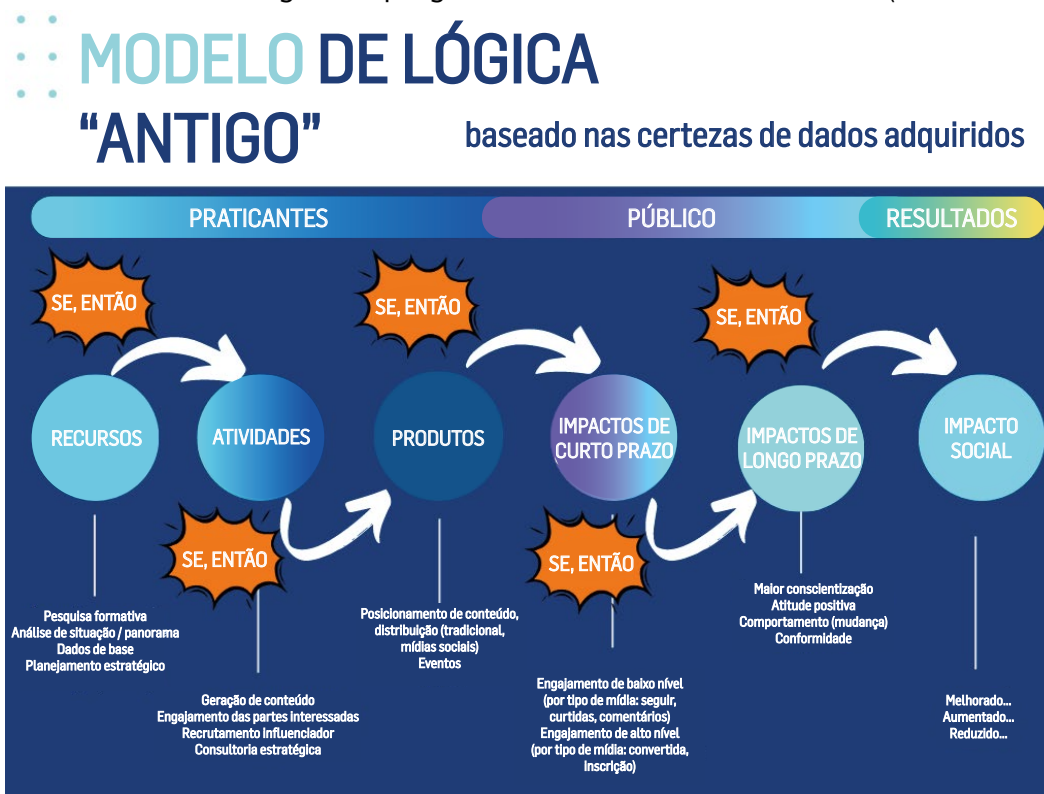 MODELO DE LÓGICA
“ANTIGO”
baseado nas certezas de dados adquiridos
PRATICANTES
PÚBLICO
RESULTADOS
SE, ENTÃO
SE, ENTÃO
SE, ENTÃO
RECURSOS
ATIVIDADES
PRODUTOS
IMPACTOS DE
CURTO PRAZO
IMPACTOS DE
LONGO PRAZO
IMPACTO
SOCIAL
SE, ENTÃO
SE, ENTÃO
Pesquisa formativa
Análise de situação / panorama
Dados de base
Planejamento estratégico
Geração de conteúdo
Engajamento das partes interessadas
Recrutamento influenciador
Consultoria estratégica
Posicionamento de conteúdo,
distribuição (tradicional,
mídias sociais)
Eventos
Engajamento de baixo nível
(por tipo de mídia: seguir,
curtidas, comentários)
Engajamento de alto nível
(por tipo de mídia: convertida,
inscrição)
Maior conscientização
Atitude positiva
Comportamento (mudança)
Conformidade
Melhorado...
Aumentado...
Reduzido...